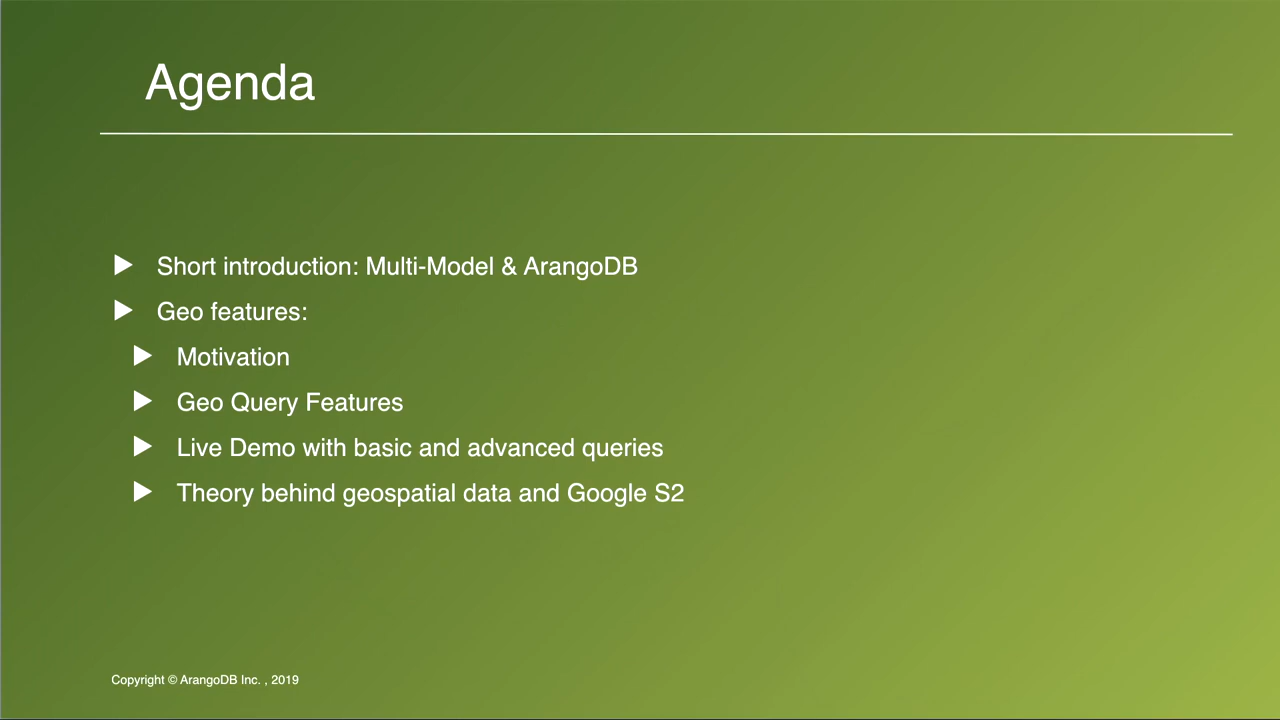 Agenda
Short introduction: Multi-Model & ArangoDB
Geo features:
Motivation
Geo Query Features
Live Demo with basic and advanced queries
Theory behind geospatial data and Google S2
Copyright © ArangoDB Inc. , 2019